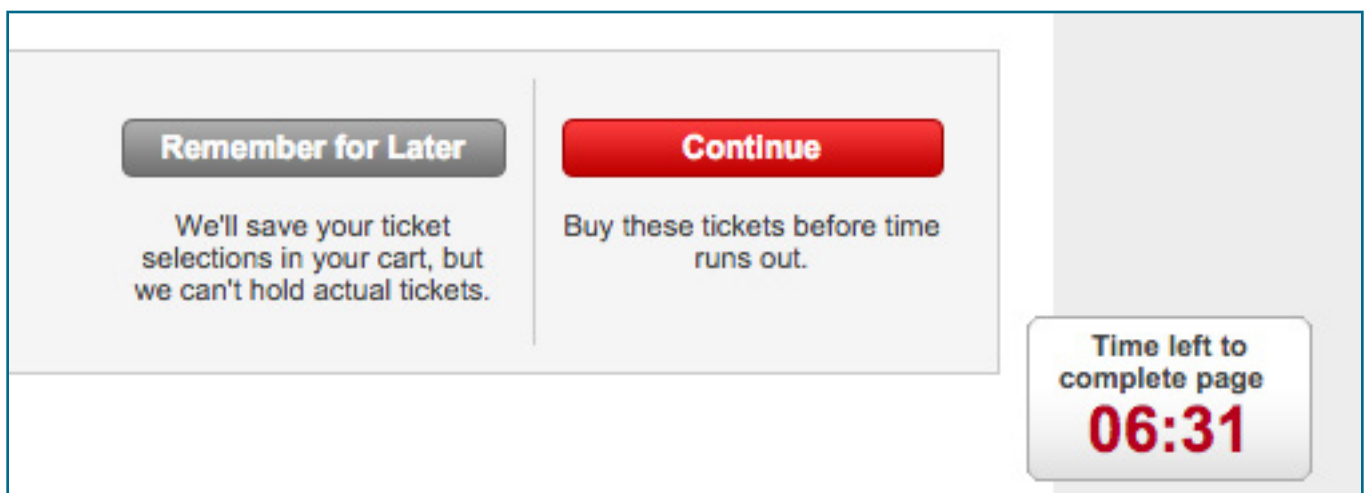 Remember for Later
We'll save your ticket
selections in your cart, but
we can't hold actual tickets.
Continue
Buy these tickets before time
runs out.
Time left to
complete page
06:31